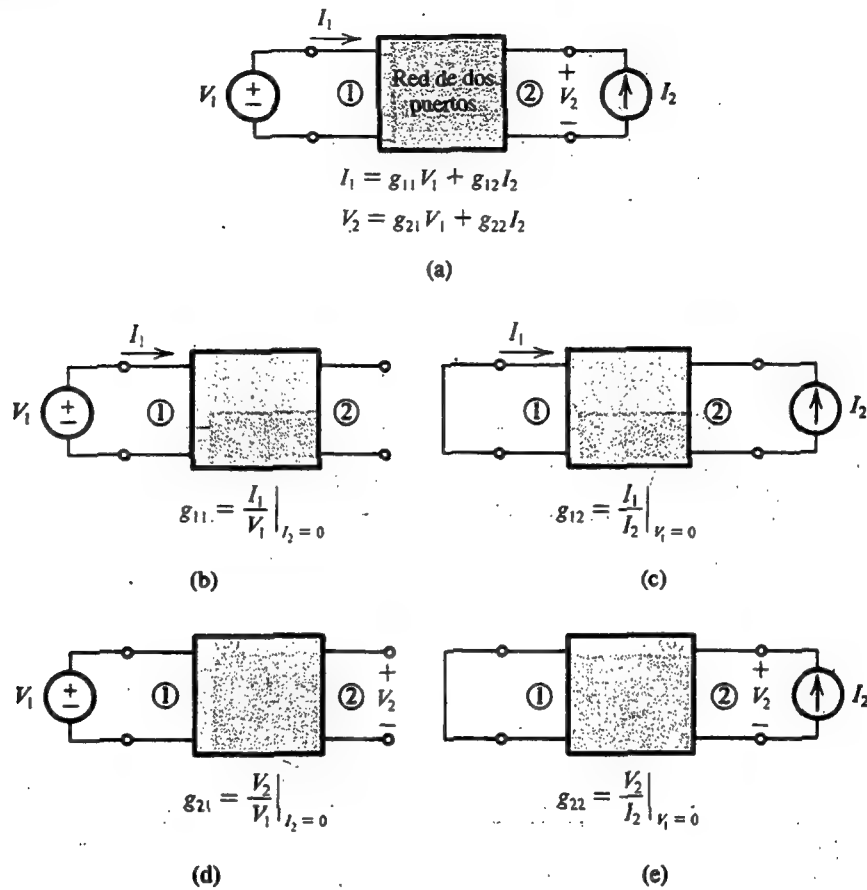 I₁
V₁
+
−
①
Red de dos
puertos
②
+
V₂
−
I₂
I₁ = g₁₁V₁ + g₁₂I₂
V₂ = g₂₁V₁ + g₂₂I₂
(a)
I₁
V₁
+
−
①
②
g₁₁ = I₁/V₁ |I₂ = 0
(b)
I₁
①
②
I₂
g₁₂ = I₁/I₂ |V₁ = 0
(c)
V₁
+
−
①
②
+
V₂
−
g₂₁ = V₂/V₁ |I₂ = 0
(d)
①
②
+
V₂
−
I₂
g₂₂ = V₂/I₂ |V₁ = 0
(e)